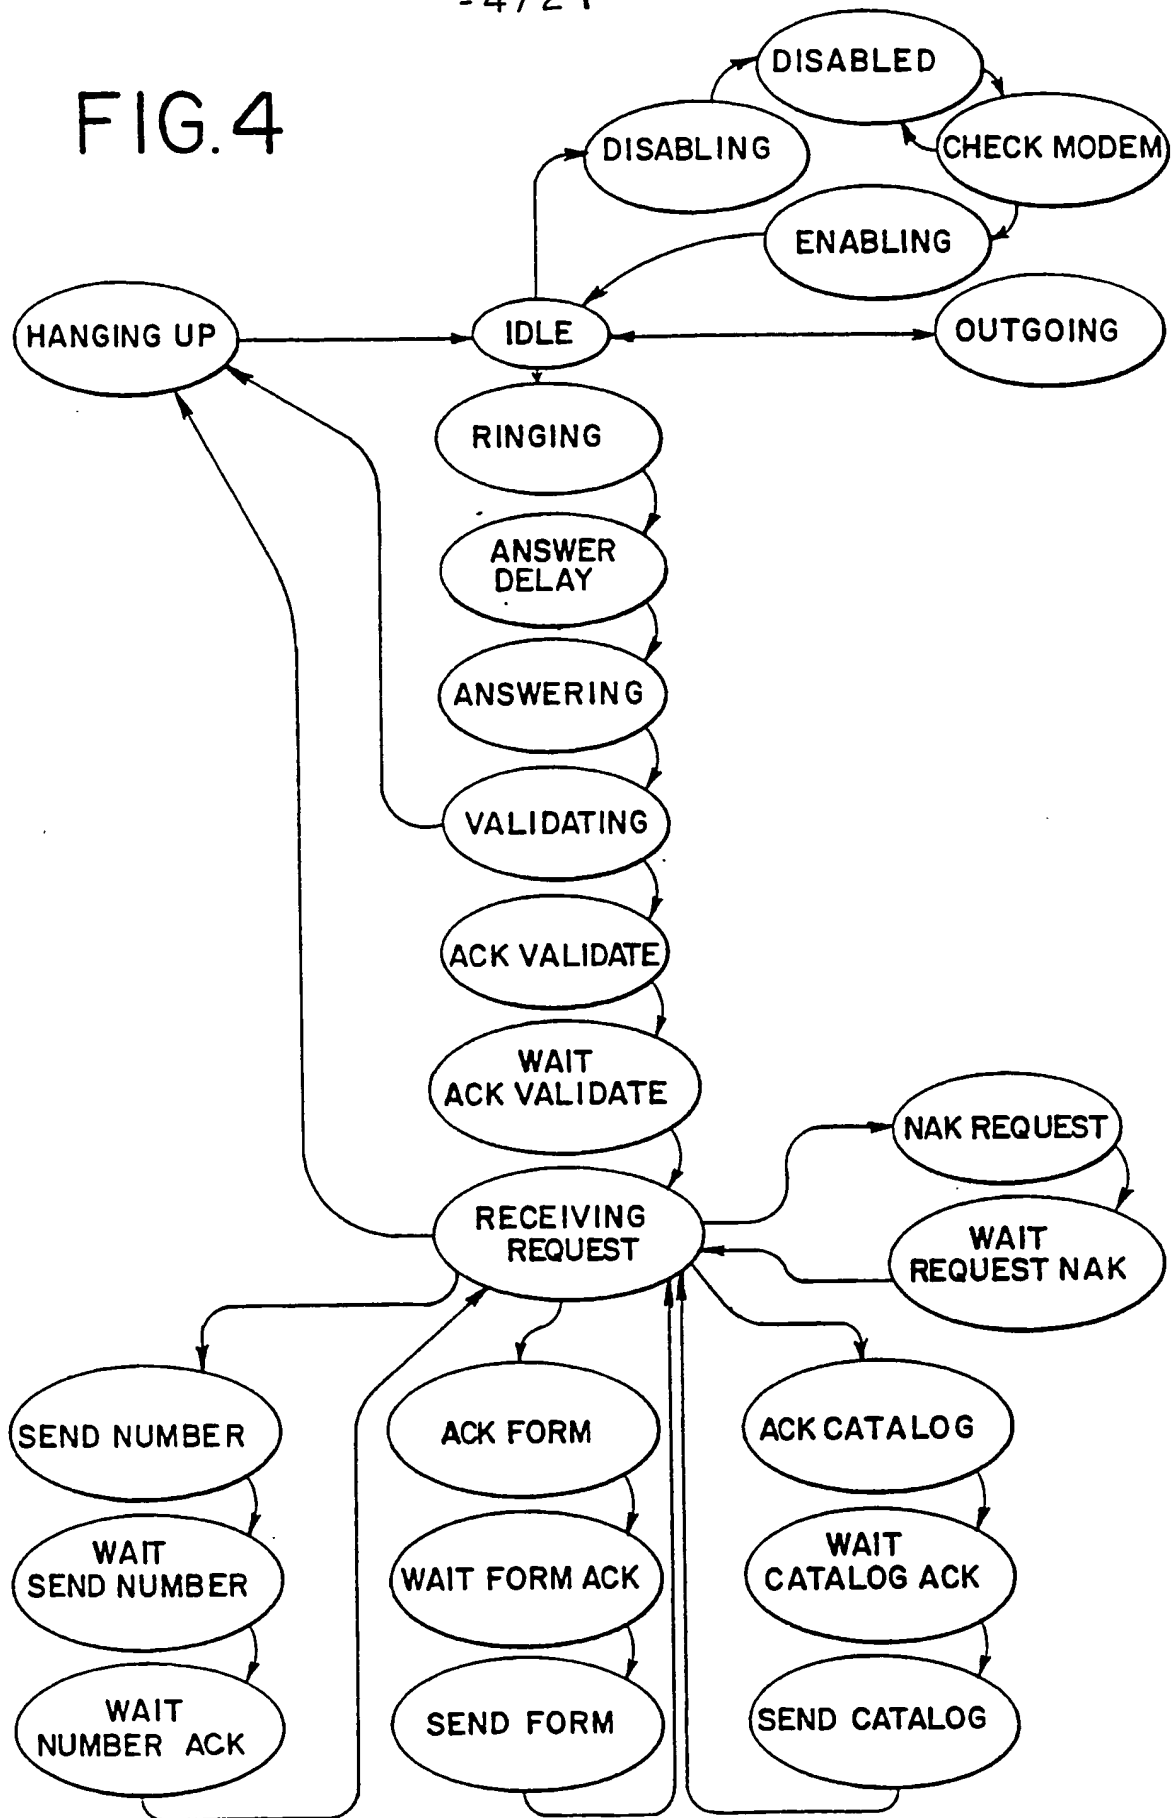 FIG. 4
DISABLED
DISABLING
CHECK MODEM
ENABLING
HANGING UP
IDLE
OUTGOING
RINGING
ANSWER
DELAY
ANSWERING
VALIDATING
ACK VALIDATE
WAIT
ACK VALIDATE
NAK REQUEST
RECEIVING
REQUEST
WAIT
REQUEST NAK
SEND NUMBER
ACK FORM
ACK CATALOG
WAIT
SEND NUMBER
WAIT FORM ACK
WAIT
CATALOG ACK
WAIT
NUMBER ACK
SEND FORM
SEND CATALOG